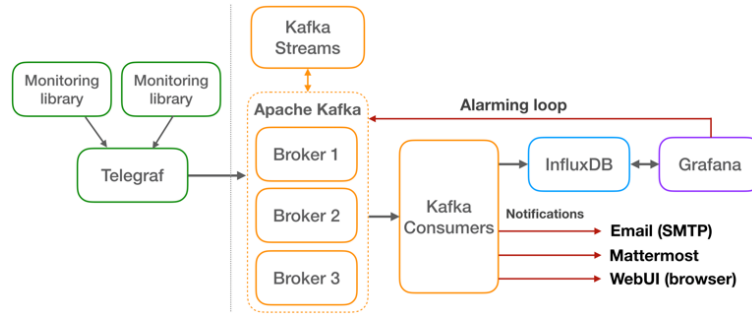 Kafka
Streams
Monitoring
library
Monitoring
library
Apache Kafka
Alarming loop
Broker 1
Telegraf
InfluxDB
Grafana
Broker 2
Kafka
Consumers
Notifications
Email (SMTP)
Mattermost
Broker 3
WebUI (browser)